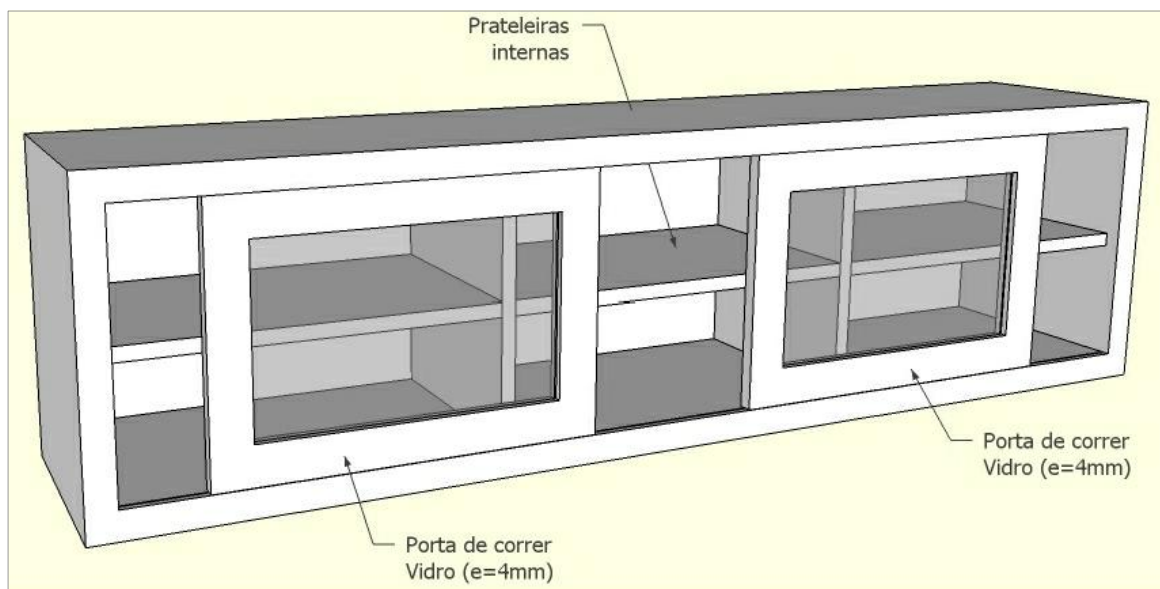 Prateleiras
internas
Porta de correr
Vidro (e=4mm)
Porta de correr
Vidro (e=4mm)